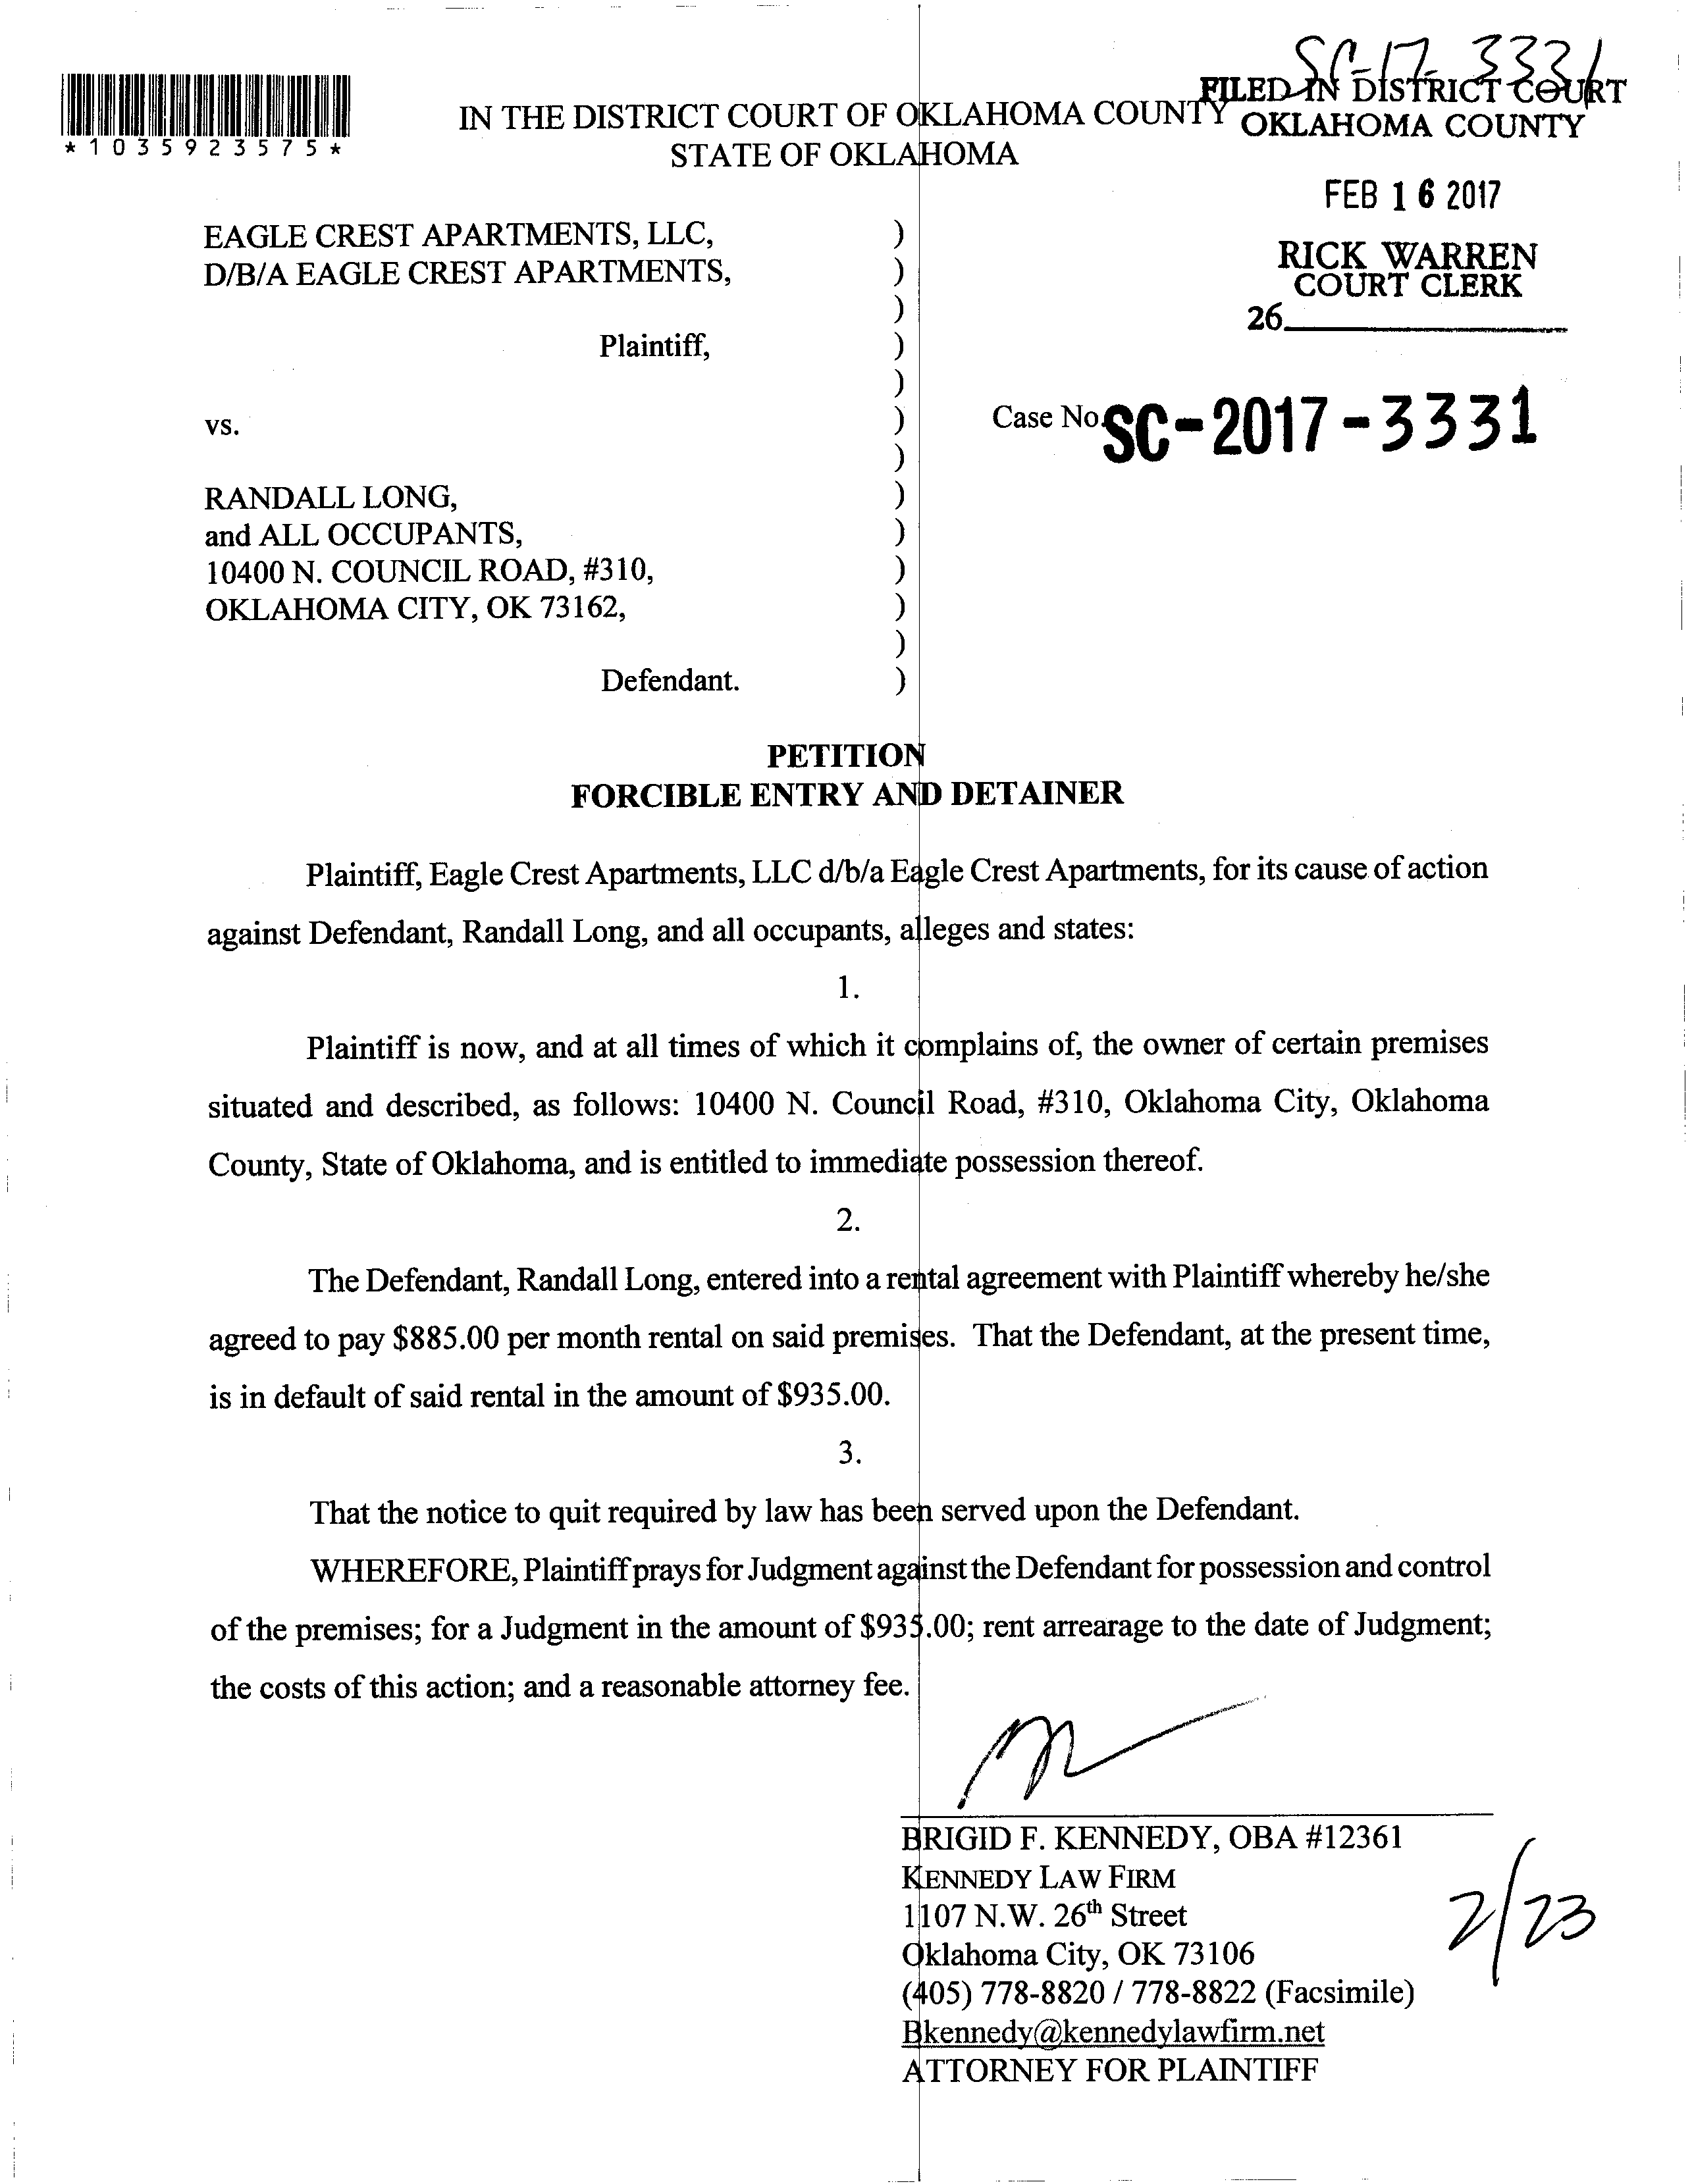 SC-17-3331
FILED IN DISTRICT COURT
OKLAHOMA COUNTY
*1035923575*
IN THE DISTRICT COURT OF OKLAHOMA COUNTY
STATE OF OKLAHOMA
FEB 16 2017
RICK WARREN
COURT CLERK
26
EAGLE CREST APARTMENTS, LLC, )
D/B/A EAGLE CREST APARTMENTS, )
)
Plaintiff, )
)
vs. ) Case No. SC-2017-3331
)
RANDALL LONG, )
and ALL OCCUPANTS, )
10400 N. COUNCIL ROAD, #310, )
OKLAHOMA CITY, OK 73162, )
)
Defendant. )
PETITION
FORCIBLE ENTRY AND DETAINER
Plaintiff, Eagle Crest Apartments, LLC d/b/a Eagle Crest Apartments, for its cause of action
against Defendant, Randall Long, and all occupants, alleges and states:
1.
Plaintiff is now, and at all times of which it complains of, the owner of certain premises
situated and described, as follows: 10400 N. Council Road, #310, Oklahoma City, Oklahoma
County, State of Oklahoma, and is entitled to immediate possession thereof.
2.
The Defendant, Randall Long, entered into a rental agreement with Plaintiff whereby he/she
agreed to pay $885.00 per month rental on said premises. That the Defendant, at the present time,
is in default of said rental in the amount of $935.00.
3.
That the notice to quit required by law has been served upon the Defendant.
WHEREFORE, Plaintiff prays for Judgment against the Defendant for possession and control
of the premises; for a Judgment in the amount of $935.00; rent arrearage to the date of Judgment;
the costs of this action; and a reasonable attorney fee.
BRIGID F. KENNEDY, OBA #12361
KENNEDY LAW FIRM
1107 N.W. 26th Street
Oklahoma City, OK 73106
(405) 778-8820 / 778-8822 (Facsimile)
Bkennedy@kennedylawfirm.net
ATTORNEY FOR PLAINTIFF
2/23